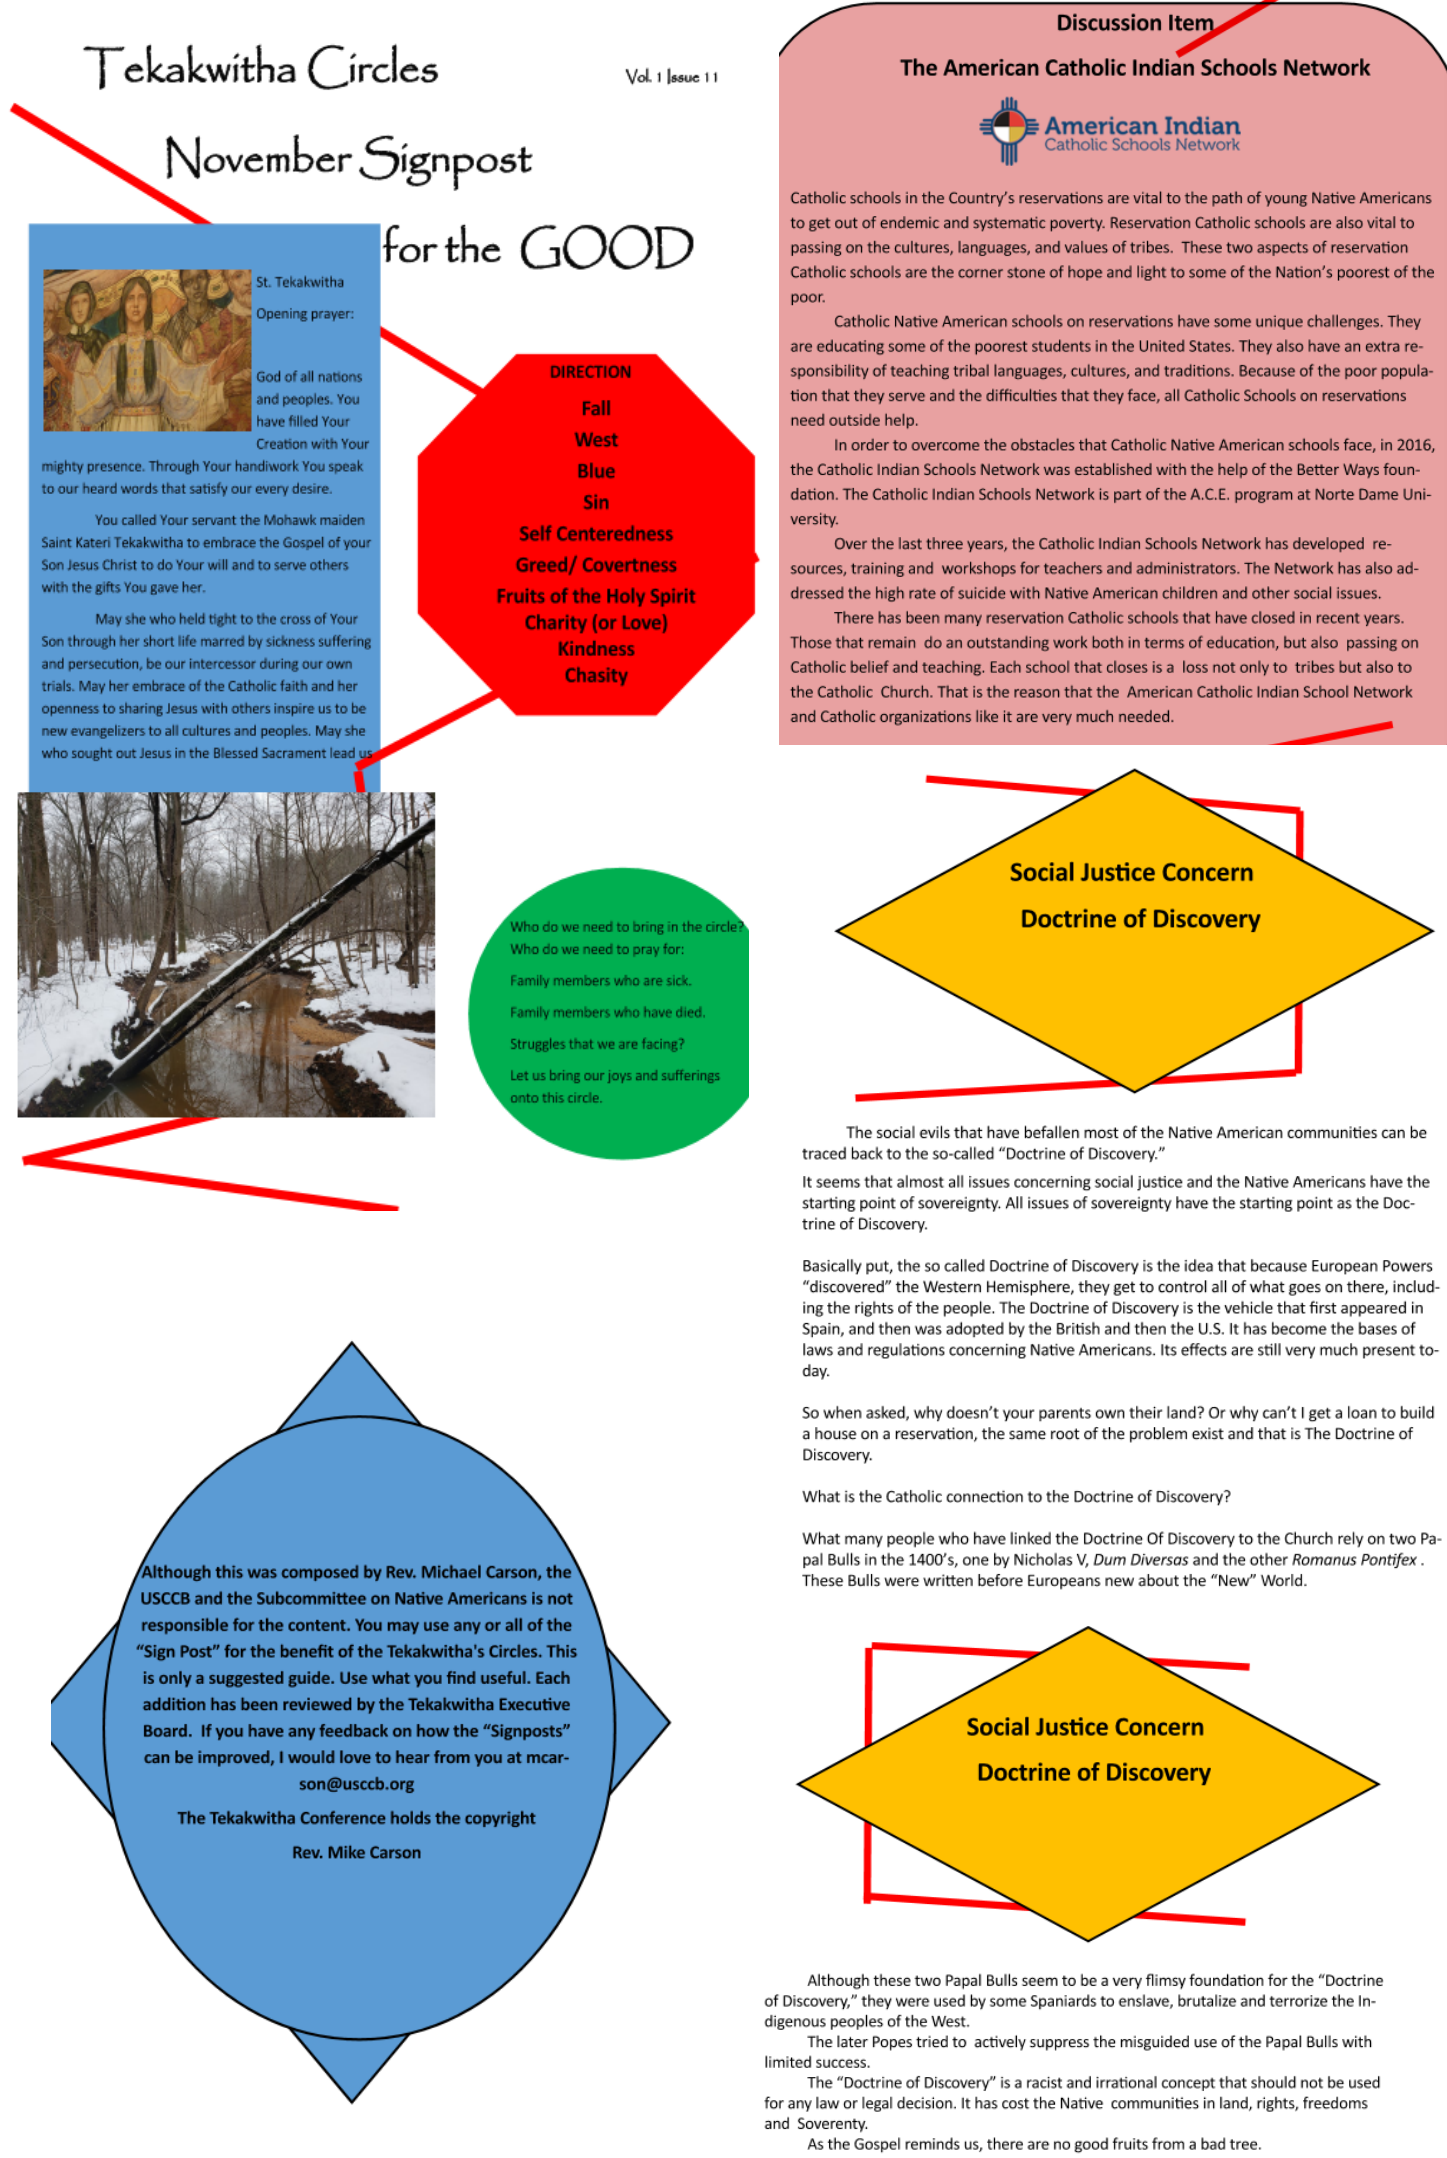 Tekakwitha Circles
Vol. 1 Issue 11
November Signpost
for the GOOD
St. Tekakwitha
Opening prayer:
God of all nations
and peoples. You
have filled Your
Creation with Your
mighty presence. Through Your handiwork You speak
to our heard words that satisfy our every desire.
You called Your servant the Mohawk maiden
Saint Kateri Tekakwitha to embrace the Gospel of your
Son Jesus Christ to do Your will and to serve others
with the gifts You gave her.
May she who held tight to the cross of Your
Son through her short life marred by sickness suffering
and persecution, be our intercessor during our own
trials. May her embrace of the Catholic faith and her
openness to sharing Jesus with others inspire us to be
new evangelizers to all cultures and peoples. May she
who sought out Jesus in the Blessed Sacrament lead us
DIRECTION
Fall
West
Blue
Sin
Self Centeredness
Greed/ Covertness
Fruits of the Holy Spirit
Charity (or Love)
Kindness
Chasity
Who do we need to bring in the circle?
Who do we need to pray for:
Family members who are sick.
Family members who have died.
Struggles that we are facing?
Let us bring our joys and sufferings
onto this circle.
Although this was composed by Rev. Michael Carson, the
USCCB and the Subcommittee on Native Americans is not
responsible for the content. You may use any or all of the
“Sign Post” for the benefit of the Tekakwitha's Circles. This
is only a suggested guide. Use what you find useful. Each
addition has been reviewed by the Tekakwitha Executive
Board.  If you have any feedback on how the “Signposts”
can be improved, I would love to hear from you at mcar-
son@usccb.org
The Tekakwitha Conference holds the copyright
Rev. Mike Carson
Discussion Item
The American Catholic Indian Schools Network
American Indian
Catholic Schools Network
Catholic schools in the Country’s reservations are vital to the path of young Native Americans
to get out of endemic and systematic poverty. Reservation Catholic schools are also vital to
passing on the cultures, languages, and values of tribes.  These two aspects of reservation
Catholic schools are the corner stone of hope and light to some of the Nation’s poorest of the
poor.
Catholic Native American schools on reservations have some unique challenges. They
are educating some of the poorest students in the United States. They also have an extra re-
sponsibility of teaching tribal languages, cultures, and traditions. Because of the poor popula-
tion that they serve and the difficulties that they face, all Catholic Schools on reservations
need outside help.
In order to overcome the obstacles that Catholic Native American schools face, in 2016,
the Catholic Indian Schools Network was established with the help of the Better Ways foun-
dation. The Catholic Indian Schools Network is part of the A.C.E. program at Norte Dame Uni-
versity.
Over the last three years, the Catholic Indian Schools Network has developed  re-
sources, training and  workshops for teachers and administrators. The Network has also ad-
dressed the high rate of suicide with Native American children and other social issues.
There has been many reservation Catholic schools that have closed in recent years.
Those that remain  do an outstanding work both in terms of education, but also  passing on
Catholic belief and teaching. Each school that closes is a  loss not only to  tribes but also to
the Catholic  Church. That is the reason that the  American Catholic Indian School Network
and Catholic organizations like it are very much needed.
Social Justice Concern
Doctrine of Discovery
The social evils that have befallen most of the Native American communities can be
traced back to the so-called “Doctrine of Discovery.”
It seems that almost all issues concerning social justice and the Native Americans have the
starting point of sovereignty. All issues of sovereignty have the starting point as the Doc-
trine of Discovery.
Basically put, the so called Doctrine of Discovery is the idea that because European Powers
“discovered” the Western Hemisphere, they get to control all of what goes on there, includ-
ing the rights of the people. The Doctrine of Discovery is the vehicle that first appeared in
Spain, and then was adopted by the British and then the U.S. It has become the bases of
laws and regulations concerning Native Americans. Its effects are still very much present to-
day.
So when asked, why doesn’t your parents own their land? Or why can’t I get a loan to build
a house on a reservation, the same root of the problem exist and that is The Doctrine of
Discovery.
What is the Catholic connection to the Doctrine of Discovery?
What many people who have linked the Doctrine Of Discovery to the Church rely on two Pa-
pal Bulls in the 1400’s, one by Nicholas V, Dum Diversas and the other Romanus Pontifex .
These Bulls were written before Europeans new about the “New” World.
Social Justice Concern
Doctrine of Discovery
Although these two Papal Bulls seem to be a very flimsy foundation for the “Doctrine
of Discovery,” they were used by some Spaniards to enslave, brutalize and terrorize the In-
digenous peoples of the West.
The later Popes tried to  actively suppress the misguided use of the Papal Bulls with
limited success.
The “Doctrine of Discovery” is a racist and irrational concept that should not be used
for any law or legal decision. It has cost the Native  communities in land, rights, freedoms
and  Soverenty.
As the Gospel reminds us, there are no good fruits from a bad tree.